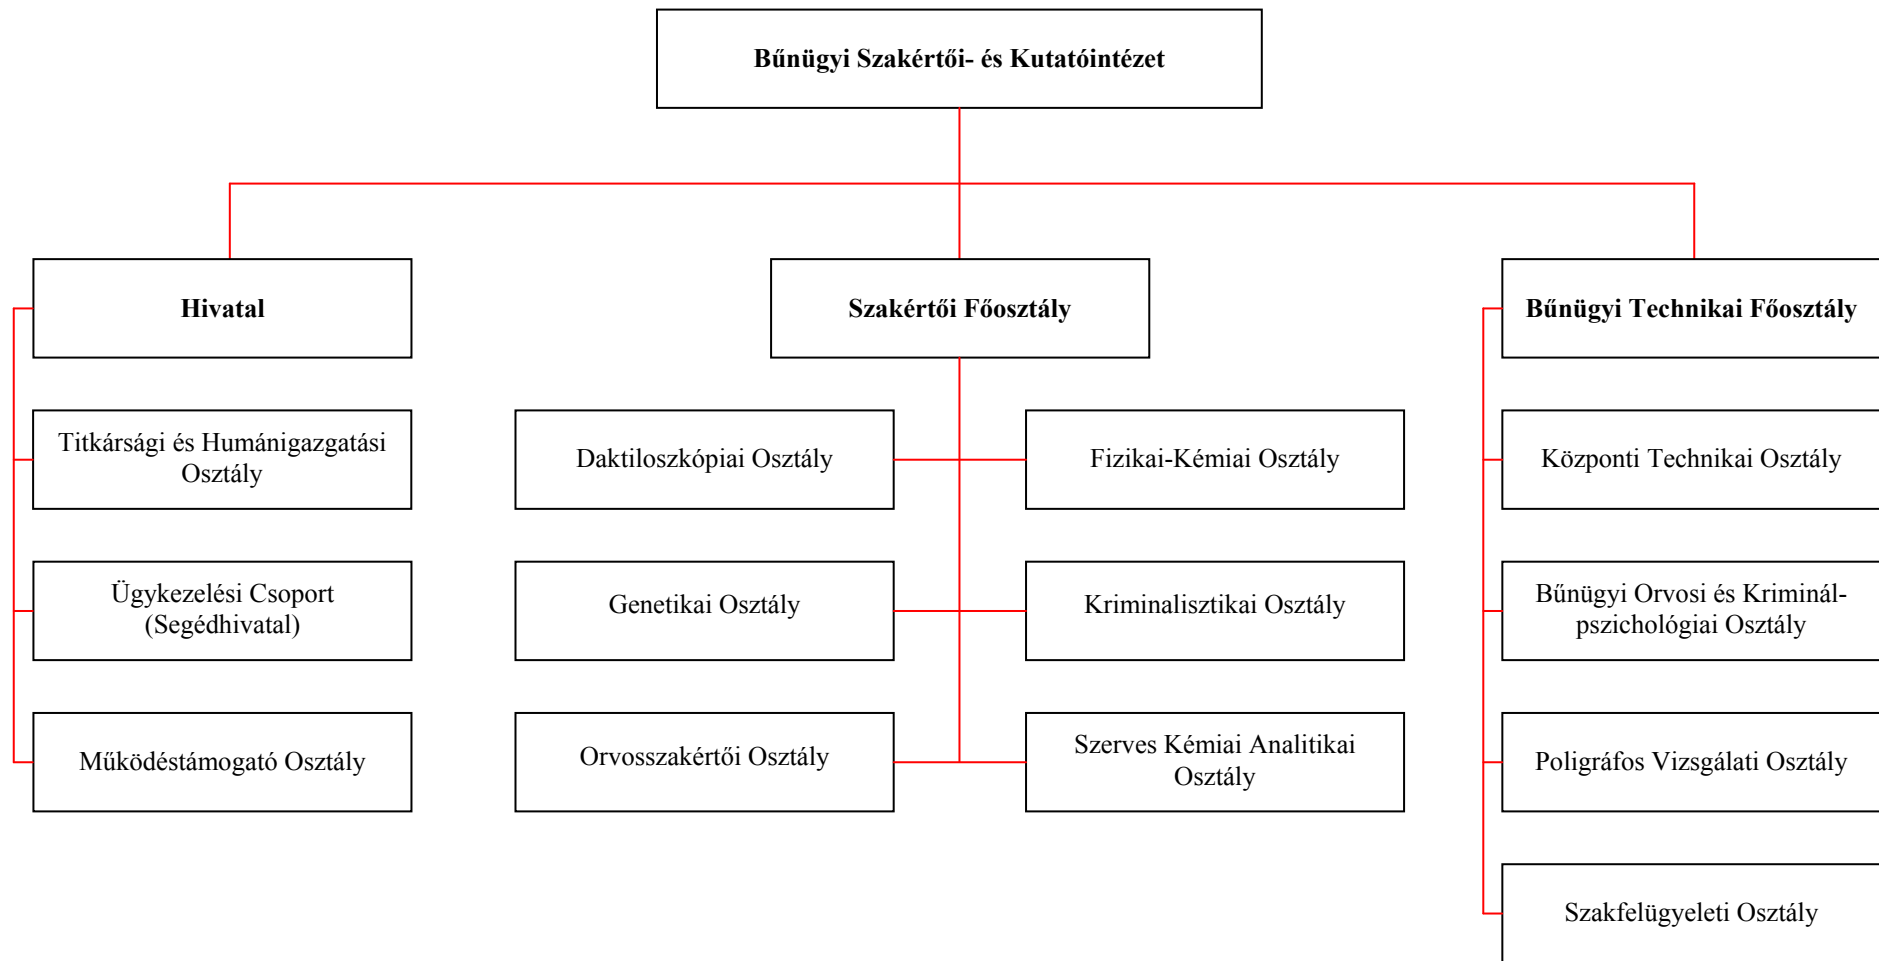 Bűnügyi Szakértői- és Kutatóintézet
Hivatal
Szakértői Főosztály
Bűnügyi Technikai Főosztály
Titkársági és Humánigazgatási
Osztály
Daktiloszkópiai Osztály
Fizikai-Kémiai Osztály
Központi Technikai Osztály
Ügykezelési Csoport
(Segédhivatal)
Genetikai Osztály
Kriminalisztikai Osztály
Bűnügyi Orvosi és Kriminál-
pszichológiai Osztály
Működéstámogató Osztály
Orvosszakértői Osztály
Szerves Kémiai Analitikai
Osztály
Poligráfos Vizsgálati Osztály
Szakfelügyeleti Osztály